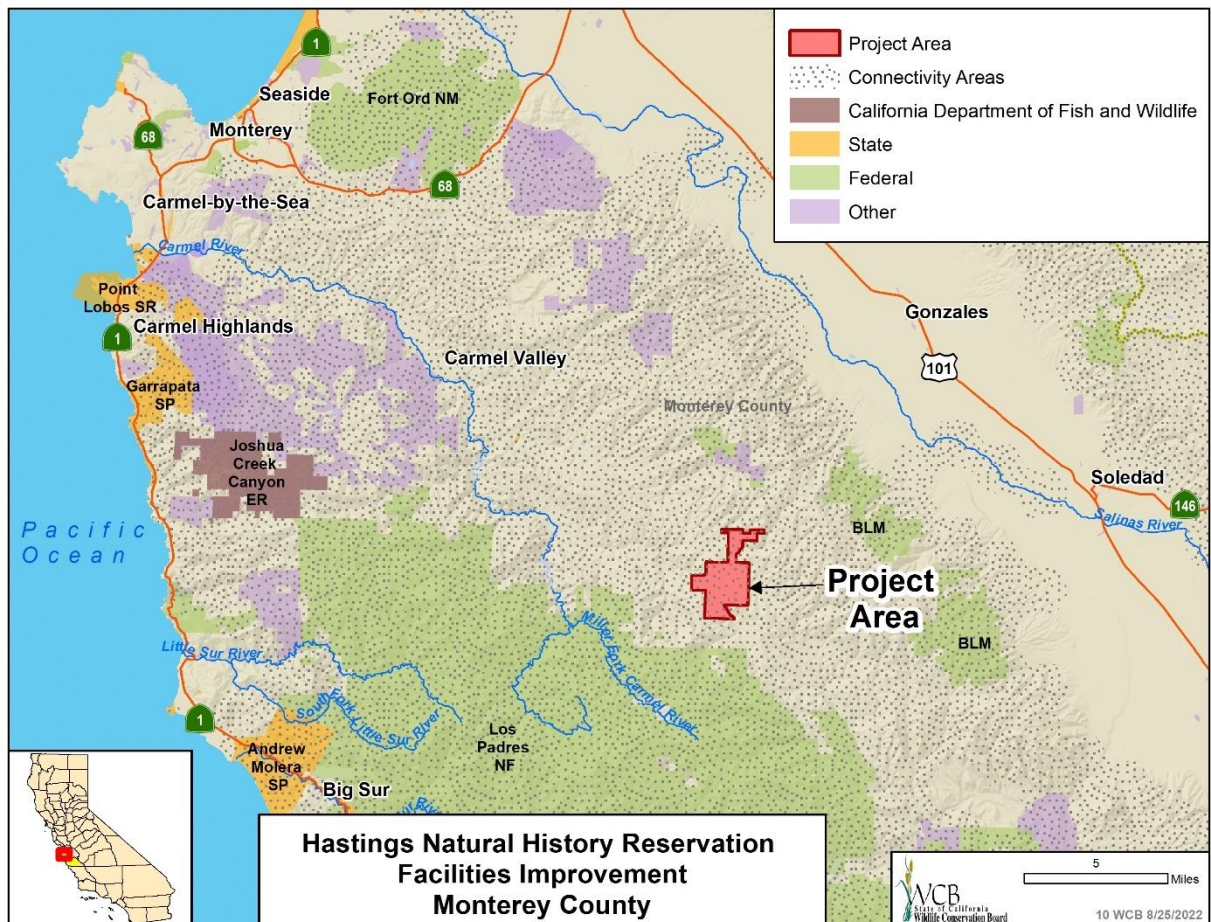 1
Seaside
Fort Ord NM
68
Monterey
68
Carmel-by-the-Sea
Carmel River
Point
Lobos SR
Carmel Highlands
1
Carmel Valley
Garrapata
SP
Monterey County
Joshua
Creek
Canyon
ER
Gonzales
101
Soledad
146
Salinas River
BLM
Pacific
Ocean
Project
Area
BLM
Miller Fork Carmel River
Little Sur River
South Fork Little Sur River
1
Los
Padres
NF
Andrew
Molera
SP
Big Sur
Project Area
Connectivity Areas
California Department of Fish and Wildlife
State
Federal
Other
Hastings Natural History Reservation
Facilities Improvement
Monterey County
WCB
State of California
Wildlife Conservation Board
5
Miles
10 WCB 8/25/2022